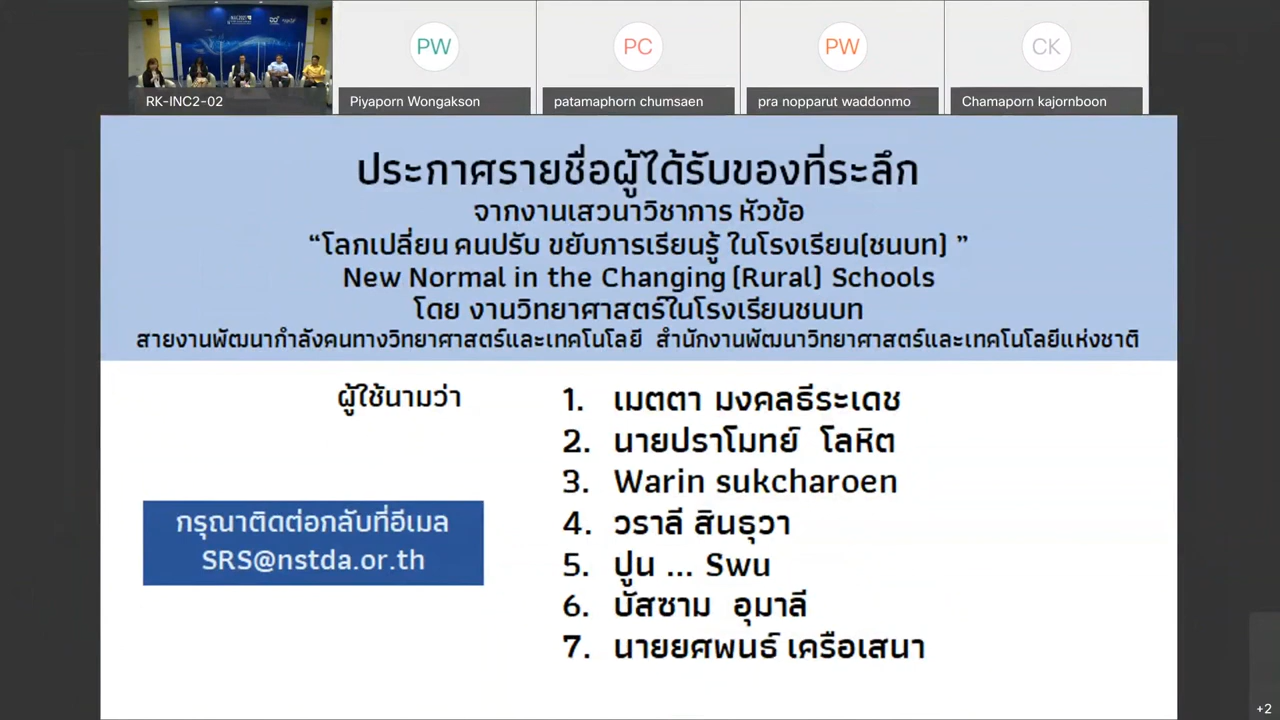 RK-INC2-02
PW
Piyaporn Wongakson
PC
patamaphorn chumsaen
PW
pra nopparut waddonmo
CK
Chamaporn kajornboon
ประกาศรายชื่อผู้ได้รับของที่ระลึก
จากงานเสวนาวิชาการ หัวข้อ
“โลกเปลี่ยน คนปรับ ขยับการเรียนรู้ ในโรงเรียน(ชนบท) ”
New Normal in the Changing (Rural) Schools
โดย งานวิทยาศาสตร์ในโรงเรียนชนบท
สายงานพัฒนากำลังคนทางวิทยาศาสตร์และเทคโนโลยี สำนักงานพัฒนาวิทยาศาสตร์และเทคโนโลยีแห่งชาติ
ผู้ใช้นามว่า
1. เมตตา มงคลธีระเดช
2. นายปราโมทย์ โลหิต
3. Warin sukcharoen
4. วราลี สินธุวา
5. ปูน ... Swu
6. บัสซาม อุมาลี
7. นายยศพนธ์ เครือเสนา
กรุณาติดต่อกลับที่อีเมล
SRS@nstda.or.th
+2